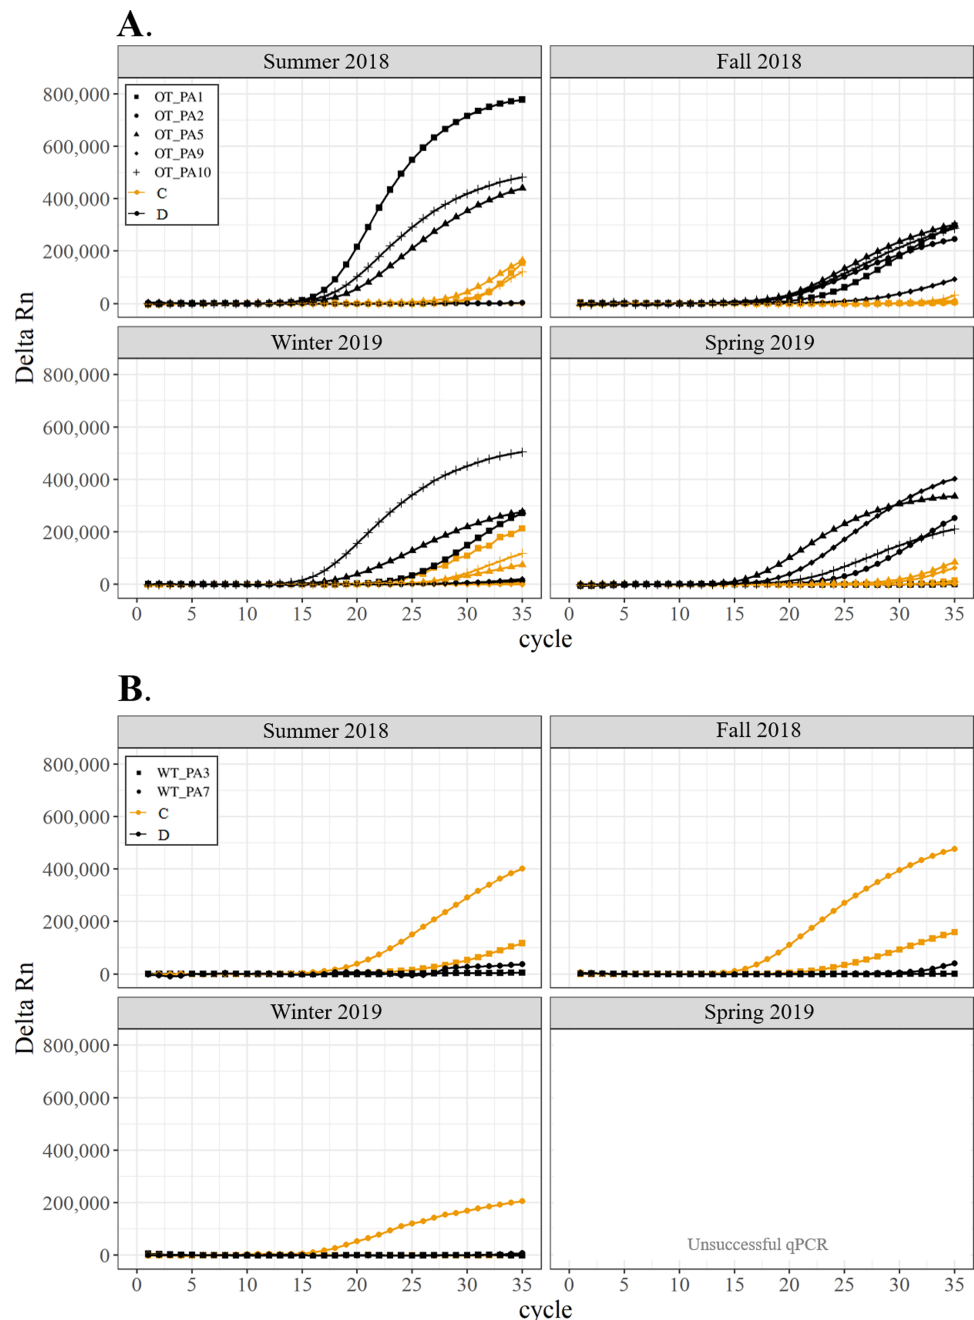 A.
Summer 2018
Fall 2018
800,000
600,000
400,000
200,000
0
OT_PA1
OT_PA2
OT_PA5
OT_PA9
OT_PA10
C
D
Delta Rn
Winter 2019
Spring 2019
800,000
600,000
400,000
200,000
0
0 5 10 15 20 25 30 35
0 5 10 15 20 25 30 35
cycle
B.
Summer 2018
Fall 2018
800,000
600,000
400,000
200,000
0
WT_PA3
WT_PA7
C
D
Delta Rn
Winter 2019
Spring 2019
800,000
600,000
400,000
200,000
0
Unsuccessful qPCR
0 5 10 15 20 25 30 35
0 5 10 15 20 25 30 35
cycle